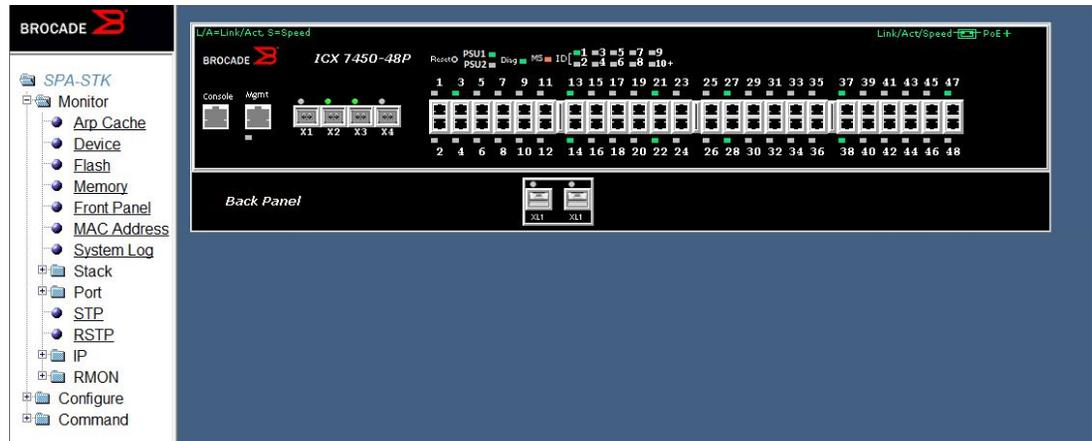 BROCADE
SPA-STK
Monitor
Arp Cache
Device
Flash
Memory
Front Panel
MAC Address
System Log
Stack
Port
STP
RSTP
IP
RMON
Configure
Command
L/A=Link/Act, S=Speed
Link/Act/Speed PoE
BROCADE
ICX 7450-48P
Reset PSU1 Diag MS ID[ 1 3 5 7 9
PSU2 2 4 6 8 10+
Console Mgmt
1 3 5 7 9 11 13 15 17 19 21 23 25 27 29 31 33 35 37 39 41 43 45 47
X1 X2 X3 X4
2 4 6 8 10 12 14 16 18 20 22 24 26 28 30 32 34 36 38 40 42 44 46 48
Back Panel
XL1 XL1